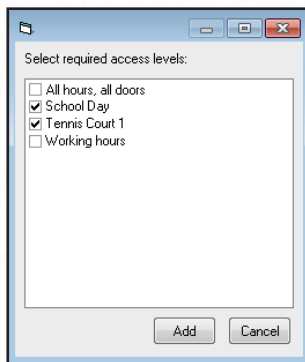 Select required access levels:
All hours, all doors
School Day
Tennis Court 1
Working hours
Add Cancel